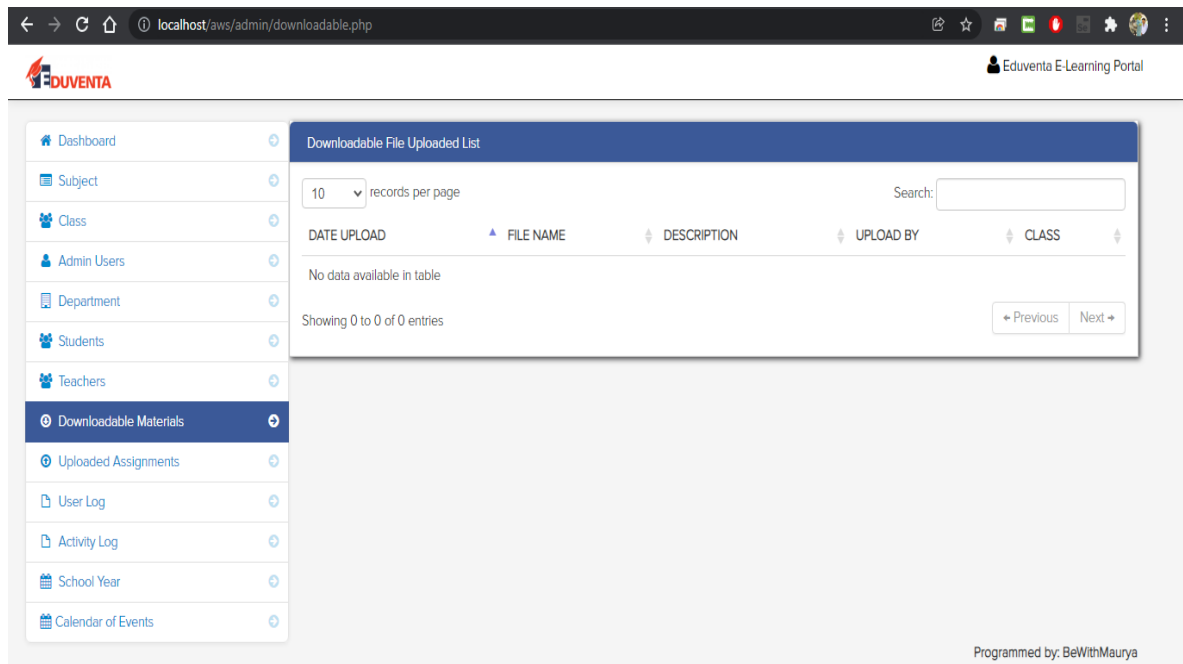 localhost/aws/admin/downloadable.php
EDUVENTA
Eduventa E-Learning Portal
Dashboard
Subject
Class
Admin Users
Department
Students
Teachers
Downloadable Materials
Uploaded Assignments
User Log
Activity Log
School Year
Calendar of Events
Downloadable File Uploaded List
10 records per page
Search:
DATE UPLOAD FILE NAME DESCRIPTION UPLOAD BY CLASS
No data available in table
Showing 0 to 0 of 0 entries
← Previous Next →
Programmed by: BeWithMaurya